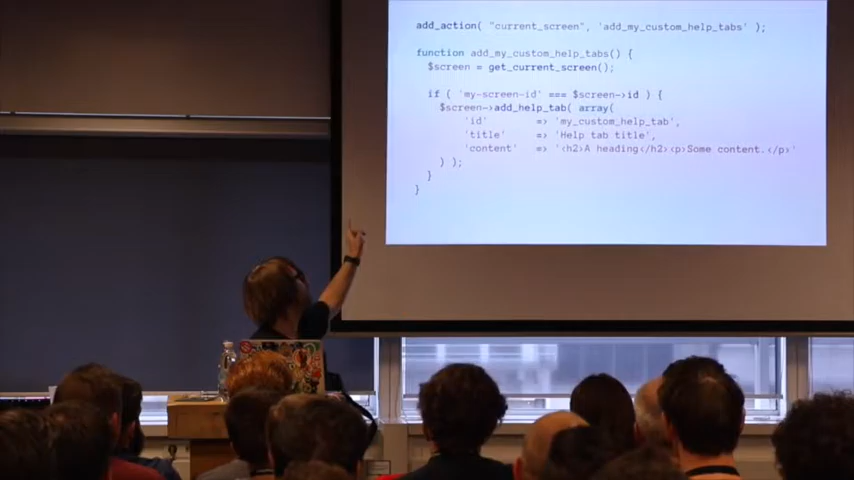 add_action( "current_screen", 'add_my_custom_help_tabs' );
function add_my_custom_help_tabs() {
$screen = get_current_screen();
if ( 'my-screen-id' === $screen->id ) {
$screen->add_help_tab( array(
'id' => 'my_custom_help_tab',
'title' => 'Help tab title',
'content' => '<h2>A heading</h2><p>Some content.</p>'
) );
}
}